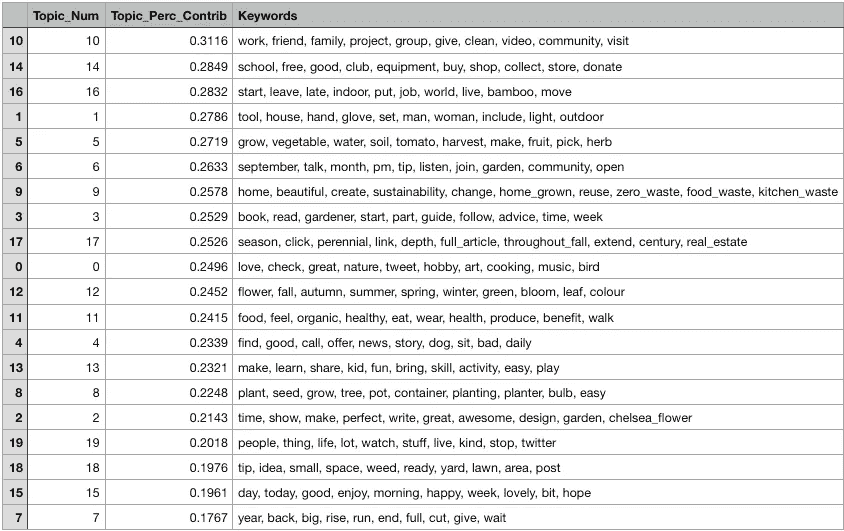 Topic_Num Topic_Perc_Contrib Keywords
10 10 0.3116 work, friend, family, project, group, give, clean, video, community, visit
14 14 0.2849 school, free, good, club, equipment, buy, shop, collect, store, donate
16 16 0.2832 start, leave, late, indoor, put, job, world, live, bamboo, move
1 1 0.2786 tool, house, hand, glove, set, man, woman, include, light, outdoor
5 5 0.2719 grow, vegetable, water, soil, tomato, harvest, make, fruit, pick, herb
6 6 0.2633 september, talk, month, pm, tip, listen, join, garden, community, open
9 9 0.2578 home, beautiful, create, sustainability, change, home_grown, reuse, zero_waste, food_waste, kitchen_waste
3 3 0.2529 book, read, gardener, start, part, guide, follow, advice, time, week
17 17 0.2526 season, click, perennial, link, depth, full_article, throughout_fall, extend, century, real_estate
0 0 0.2496 love, check, great, nature, tweet, hobby, art, cooking, music, bird
12 12 0.2452 flower, fall, autumn, summer, spring, winter, green, bloom, leaf, colour
11 11 0.2415 food, feel, organic, healthy, eat, wear, health, produce, benefit, walk
4 4 0.2339 find, good, call, offer, news, story, dog, sit, bad, daily
13 13 0.2321 make, learn, share, kid, fun, bring, skill, activity, easy, play
8 8 0.2248 plant, seed, grow, tree, pot, container, planting, planter, bulb, easy
2 2 0.2143 time, show, make, perfect, write, great, awesome, design, garden, chelsea_flower
19 19 0.2018 people, thing, life, lot, watch, stuff, live, kind, stop, twitter
18 18 0.1976 tip, idea, small, space, weed, ready, yard, lawn, area, post
15 15 0.1961 day, today, good, enjoy, morning, happy, week, lovely, bit, hope
7 7 0.1767 year, back, big, rise, run, end, full, cut, give, wait